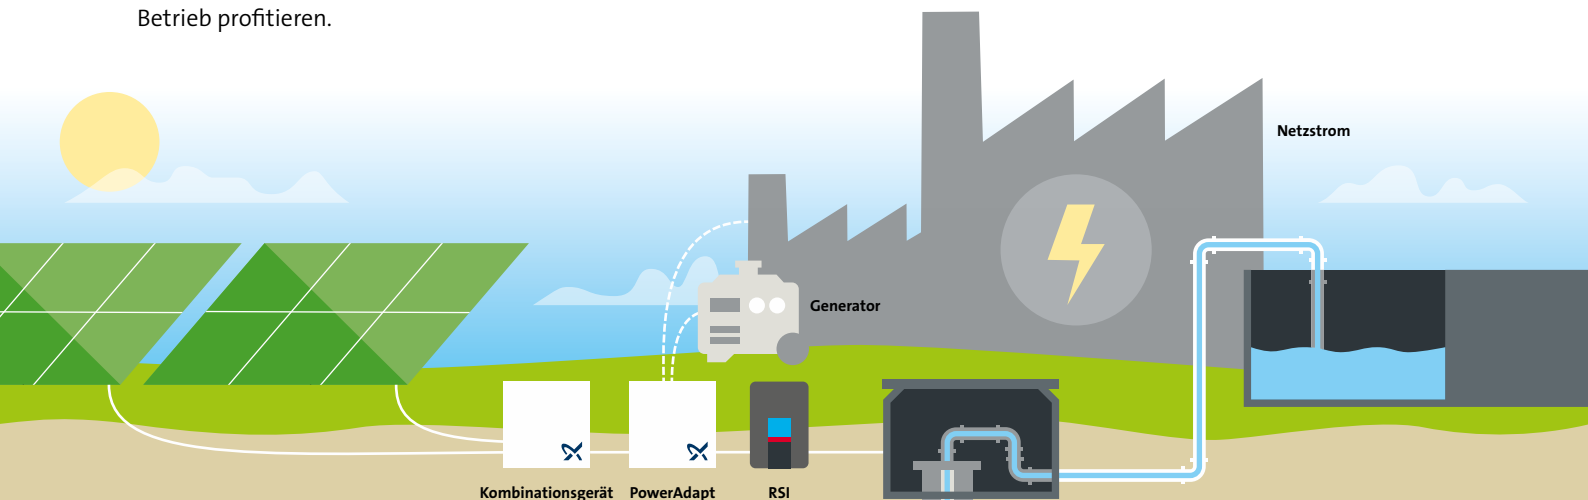 Betrieb profitieren.
Netzstrom
Generator
Kombinationsgerät
PowerAdapt
RSI